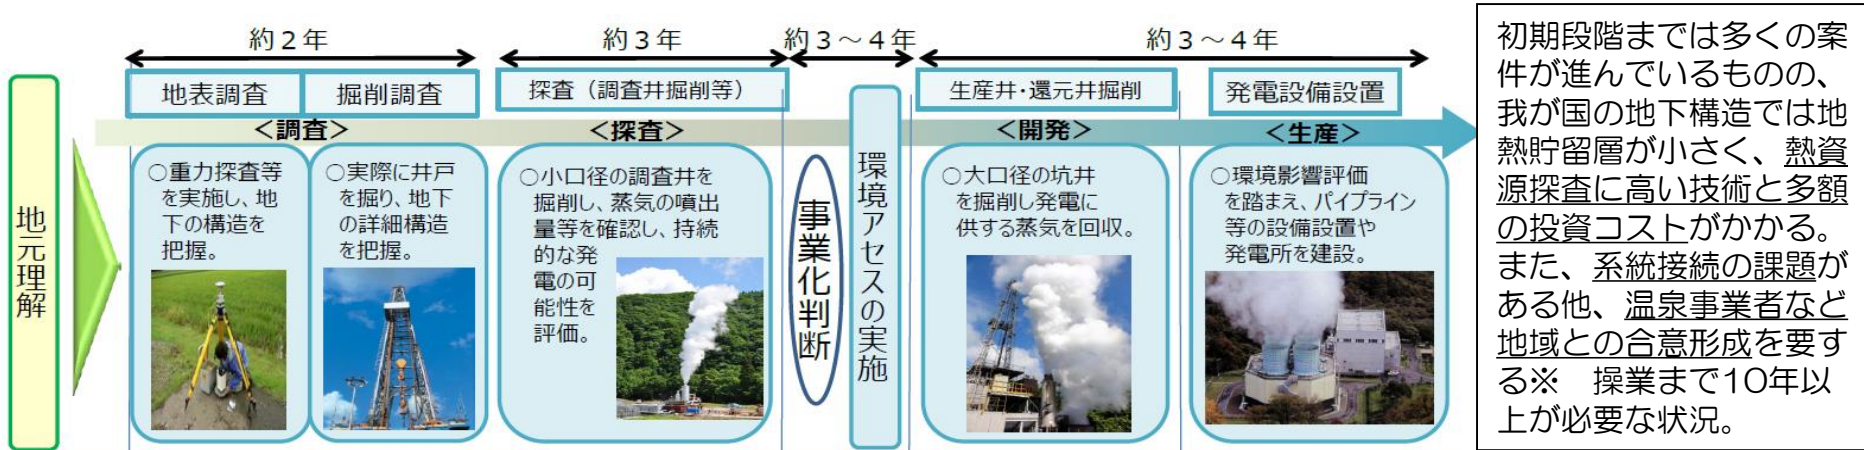 約2年
約3年
約3～4年
約3～4年
地元理解
地表調査
掘削調査
探査（調査井掘削等）
生産井・還元井掘削
発電設備設置
＜調査＞
＜探査＞
＜開発＞
＜生産＞
○重力探査等
を実施し、地
下の構造を
把握。
○実際に井戸
を掘り、地下
の詳細構造
を把握。
○小口径の調査井を
掘削し、蒸気の噴出
量等を確認し、持続
的な発
電の可
能性を
評価。
事業化判断
環境アセスの実施
○大口径の坑井
を掘削し発電に
供する蒸気を回収。
○環境影響評価
を踏まえ、パイプライン
等の設備設置や
発電所を建設。
初期段階までは多くの案
件が進んでいるものの、
我が国の地下構造では地
熱貯留層が小さく、熱資
源探査に高い技術と多額
の投資コストがかかる。
また、系統接続の課題が
ある他、温泉事業者など
地域との合意形成を要す
る※　操業まで10年以
上が必要な状況。